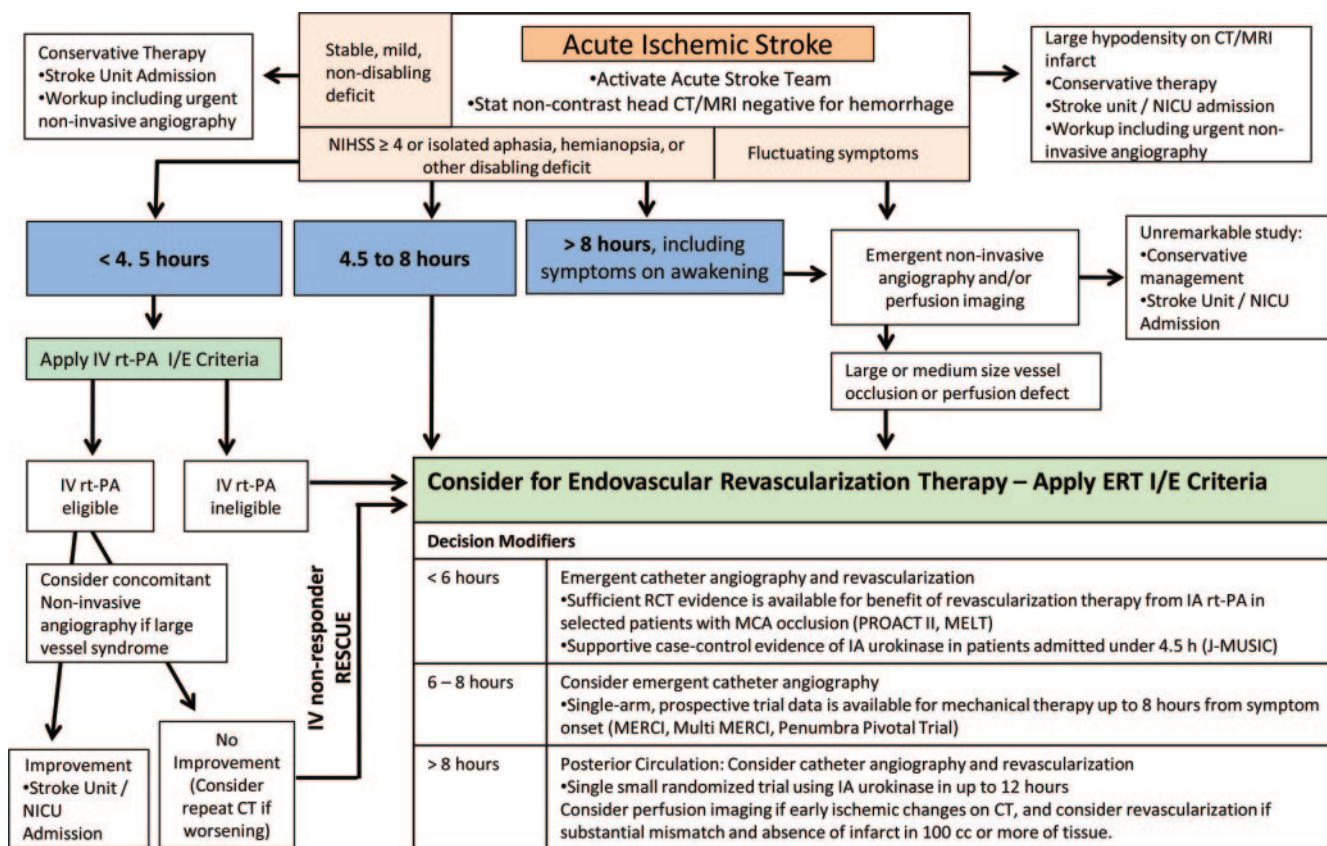 Conservative Therapy
•Stroke Unit Admission
•Workup including urgent
non-invasive angiography
Stable, mild,
non-disabling
deficit
Acute Ischemic Stroke
•Activate Acute Stroke Team
•Stat non-contrast head CT/MRI negative for hemorrhage
Large hypodensity on CT/MRI
infarct
•Conservative therapy
•Stroke unit / NICU admission
•Workup including urgent non-
invasive angiography
NIHSS ≥ 4 or isolated aphasia, hemianopsia, or
other disabling deficit
Fluctuating symptoms
< 4. 5 hours
4.5 to 8 hours
> 8 hours, including
symptoms on awakening
Emergent non-invasive
angiography and/or
perfusion imaging
Unremarkable study:
•Conservative
management
•Stroke Unit / NICU
Admission
Apply IV rt-PA I/E Criteria
Large or medium size vessel
occlusion or perfusion defect
IV rt-PA
eligible
IV rt-PA
ineligible
Consider concomitant
Non-invasive
angiography if large
vessel syndrome
IV non-responder
RESCUE
Improvement
•Stroke Unit /
NICU
Admission
No
Improvement
(Consider
repeat CT if
worsening)
Consider for Endovascular Revascularization Therapy – Apply ERT I/E Criteria
Decision Modifiers
< 6 hours
Emergent catheter angiography and revascularization
•Sufficient RCT evidence is available for benefit of revascularization therapy from IA rt-PA in
selected patients with MCA occlusion (PROACT II, MELT)
•Supportive case-control evidence of IA urokinase in patients admitted under 4.5 h (J-MUSIC)
6 – 8 hours
Consider emergent catheter angiography
•Single-arm, prospective trial data is available for mechanical therapy up to 8 hours from symptom
onset (MERCI, Multi MERCI, Penumbra Pivotal Trial)
> 8 hours
Posterior Circulation: Consider catheter angiography and revascularization
•Single small randomized trial using IA urokinase in up to 12 hours
Consider perfusion imaging if early ischemic changes on CT, and consider revascularization if
substantial mismatch and absence of infarct in 100 cc or more of tissue.